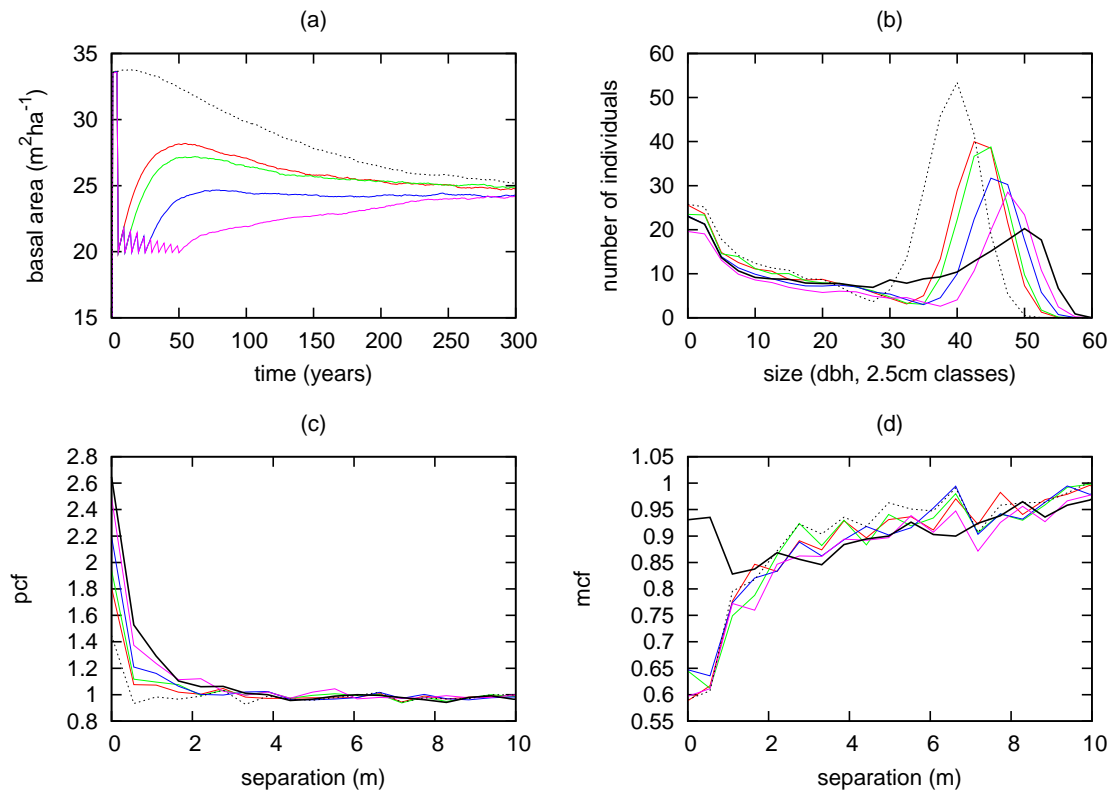 (a)
35
30
25
20
15
basal area (m2ha-1)
0 50 100 150 200 250 300
time (years)
(b)
60
50
40
30
20
10
0
number of individuals
0 10 20 30 40 50 60
size (dbh, 2.5cm classes)
(c)
2.8
2.6
2.4
2.2
2
1.8
1.6
1.4
1.2
1
0.8
pcf
0 2 4 6 8 10
separation (m)
(d)
1.05
1
0.95
0.9
0.85
0.8
0.75
0.7
0.65
0.6
0.55
mcf
0 2 4 6 8 10
separation (m)